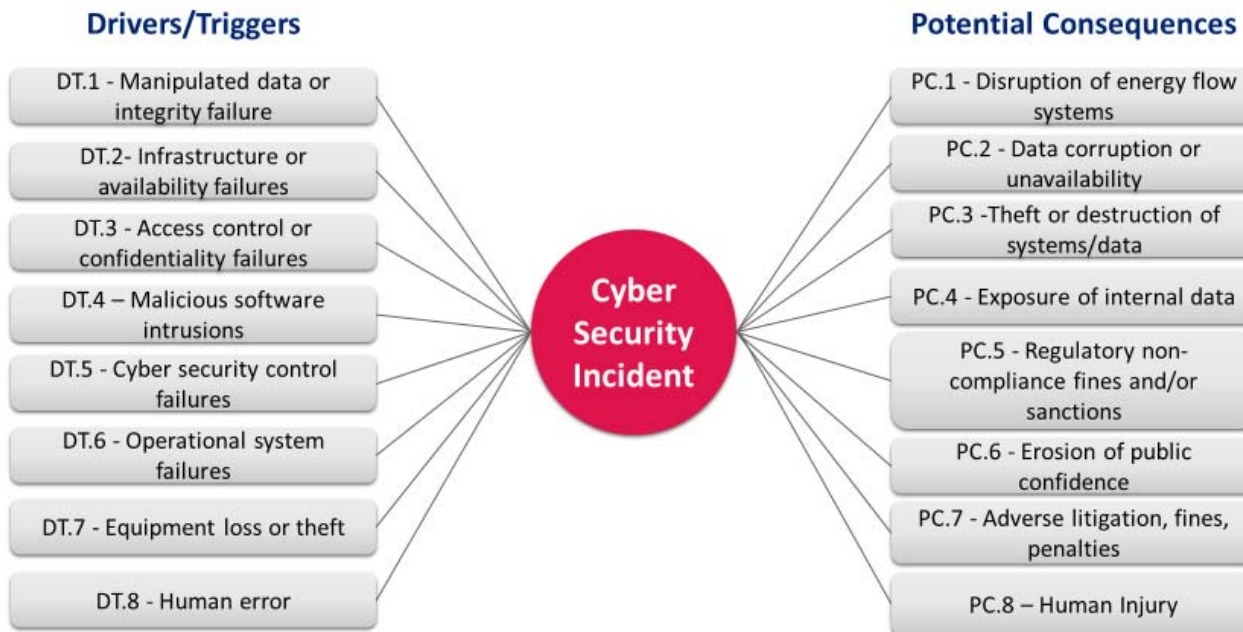 Drivers/Triggers
DT.1 - Manipulated data or
integrity failure
DT.2- Infrastructure or
availability failures
DT.3 - Access control or
confidentiality failures
DT.4 – Malicious software
intrusions
DT.5 - Cyber security control
failures
DT.6 - Operational system
failures
DT.7 - Equipment loss or theft
DT.8 - Human error
Cyber
Security
Incident
Potential Consequences
PC.1 - Disruption of energy flow
systems
PC.2 - Data corruption or
unavailability
PC.3 -Theft or destruction of
systems/data
PC.4 - Exposure of internal data
PC.5 - Regulatory non-
compliance fines and/or
sanctions
PC.6 - Erosion of public
confidence
PC.7 - Adverse litigation, fines,
penalties
PC.8 – Human Injury